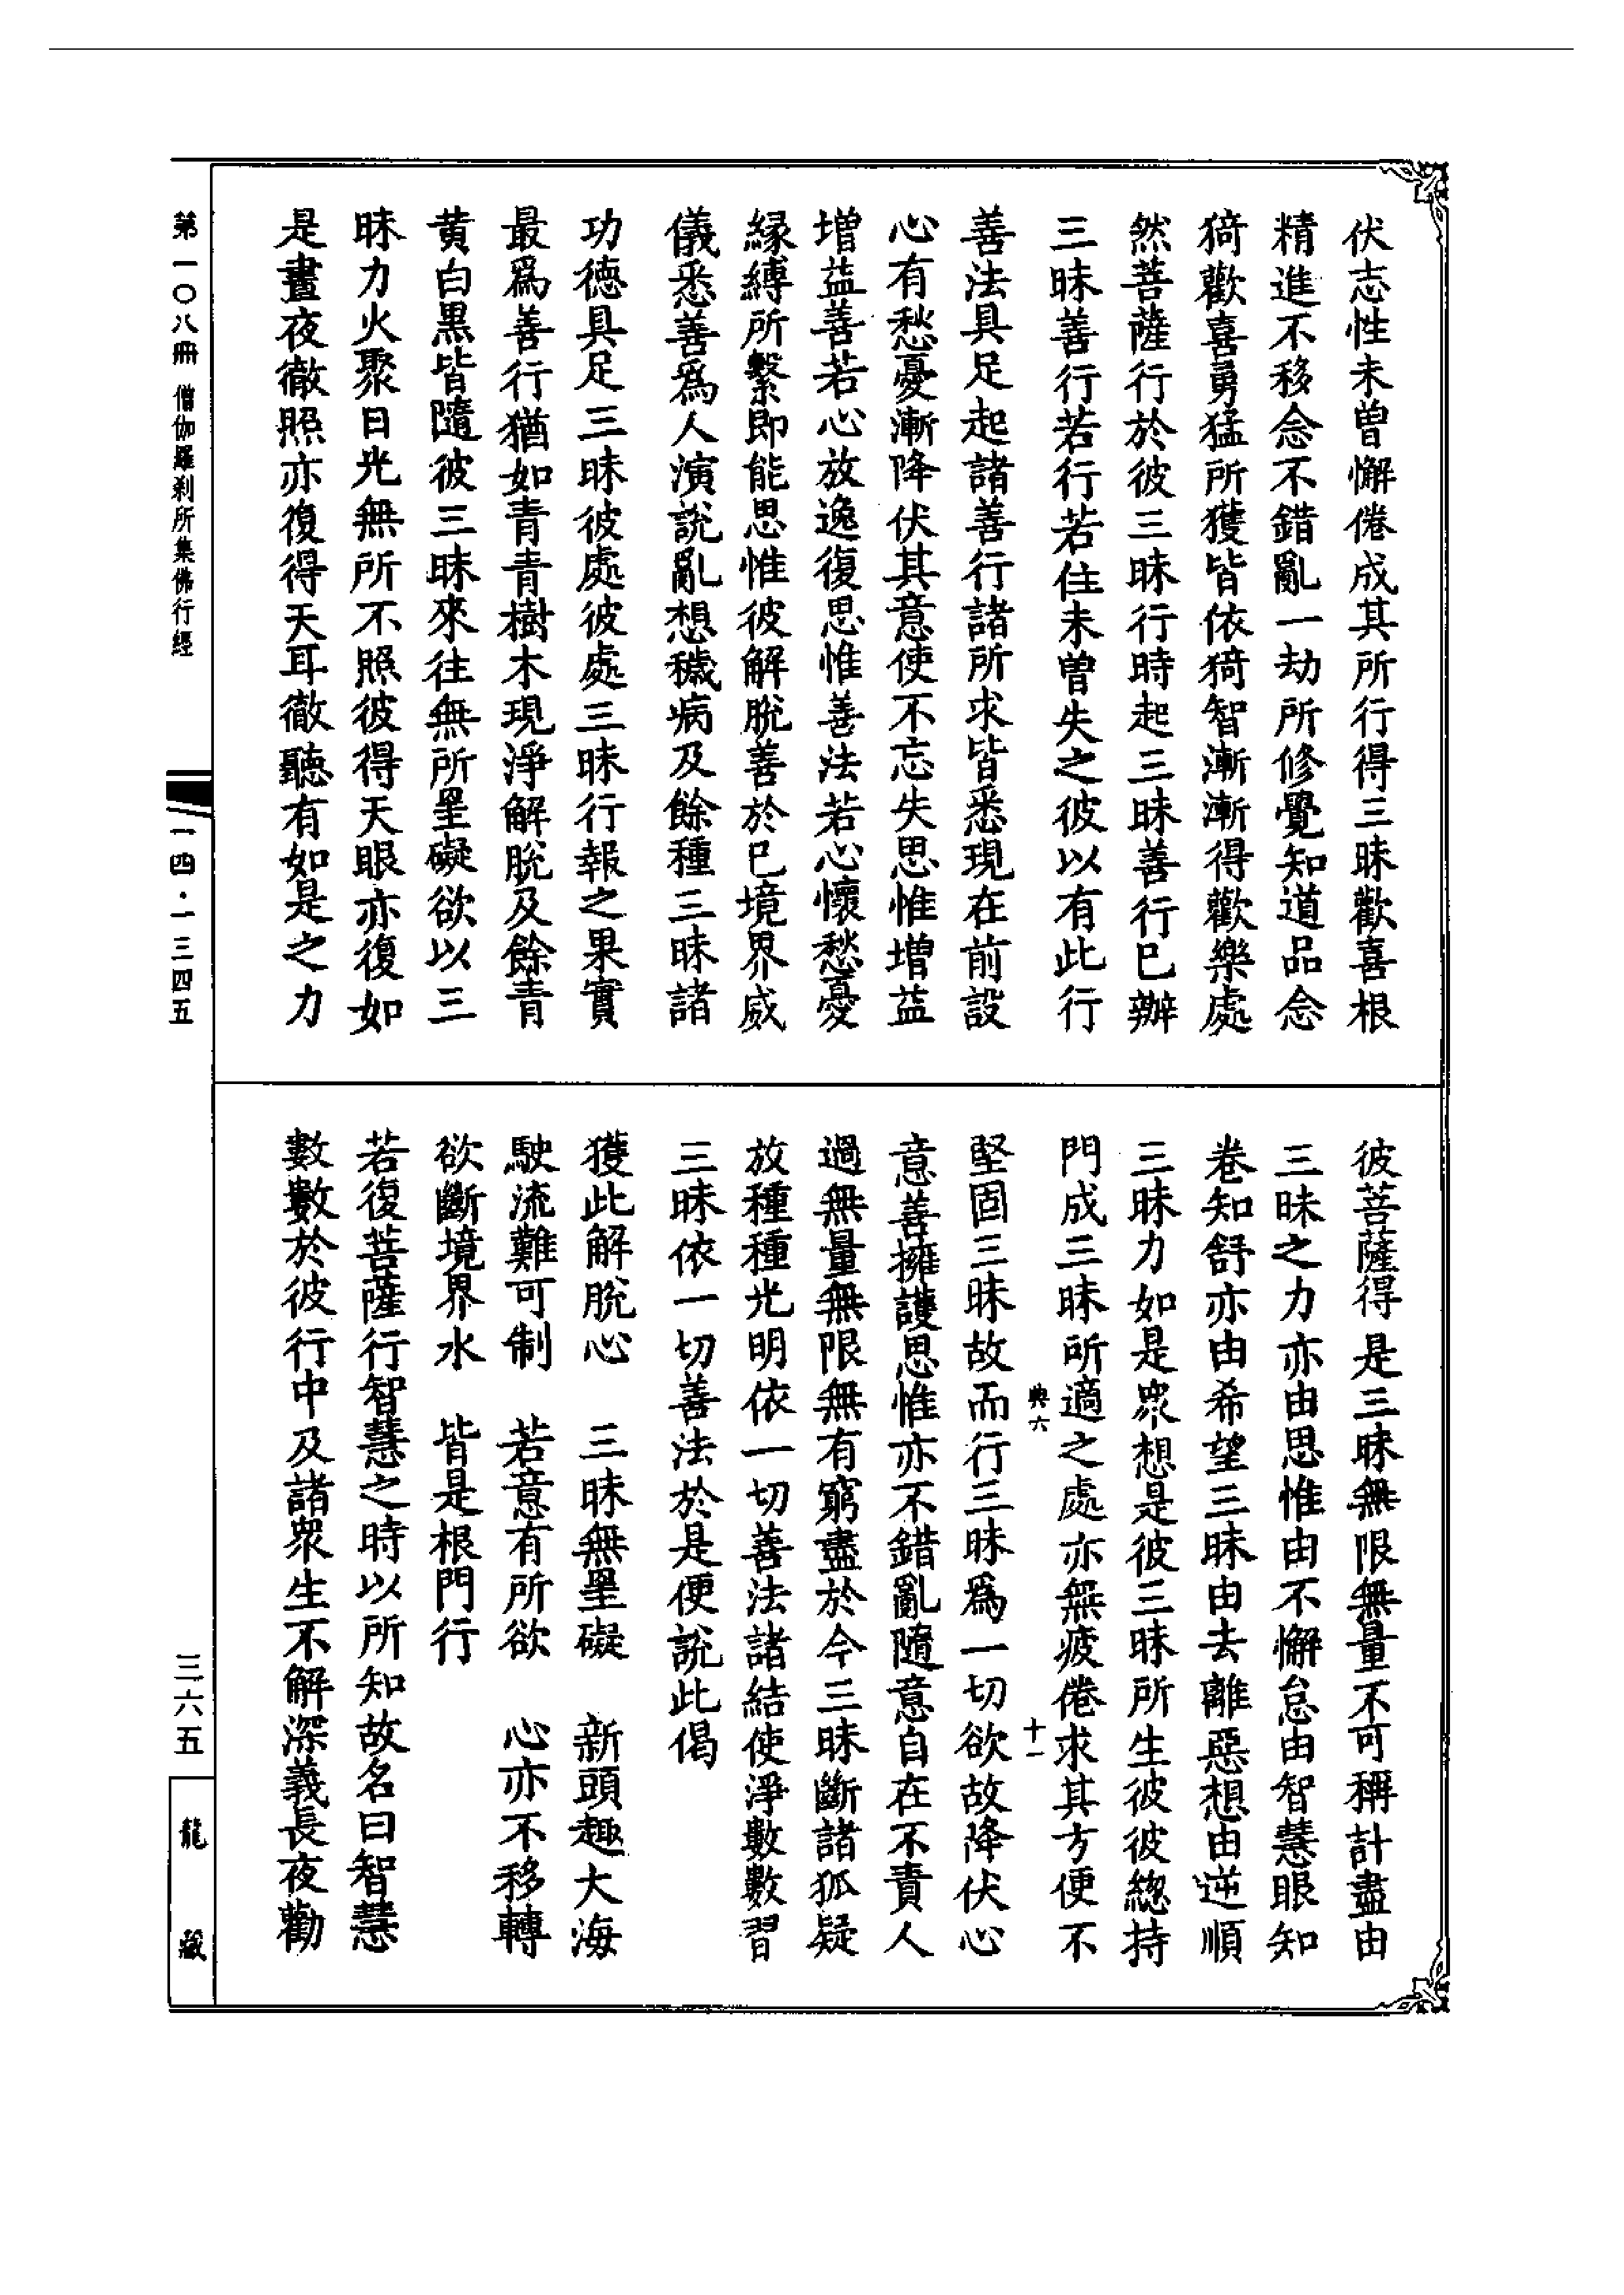 伏志性未曾懈倦成其所行得三昧歡喜根
精進不移念不錯亂一劫所修覺知道品念
猗歡喜勇猛所獲皆依猗智漸漸得歡樂處
然菩薩行於彼三昧行時起三昧善行已辦
三昧善行若行若住未曾失之彼以有此行
善法具足起諸善行諸所求皆悉現在前設
心有愁憂漸降伏其意使不忘失思惟增益
增益善若心放逸復思惟善法若心懷愁憂
緣縛所繫即能思惟彼解脫善於已境界威
儀悉善為人演說亂想穢病及餘種三昧諸
功德具足三昧彼處彼處三昧行報之果實
最為善行猶如青青樹木現淨解脫及餘青
黃白黑皆隨彼三昧來往無所罣礙欲以三
昧力火聚日光無所不照彼得天眼亦復如
是晝夜徹照亦復得天耳徹聽有如是之力
彼菩薩得是三昧無限無量不可稱計盡由
三昧之力亦由思惟由不懈怠由智慧眼知
卷知舒亦由希望三昧由去離惡想由逆順
三昧力如是眾想是彼三昧所生彼彼總持
門成三昧所適之處亦無疲倦求其方便不
典六 十一
堅固三昧故而行三昧為一切欲故降伏心
意善擁護思惟亦不錯亂隨意自在不責人
過無量無限無有窮盡於今三昧斷諸狐疑
放種種光明依一切善法諸結使淨數數習
三昧依一切善法於是便說此偈
獲此解脫心 三昧無罣礙 新頭趣大海
駛流難可制 若意有所欲 心亦不移轉
欲斷境界水 皆是根門行
若復菩薩行智慧之時以所知故名曰智慧
數數於彼行中及諸眾生不解深義長夜勸
第一〇八冊 僧伽羅剎所集佛行經
一四·一三四五
三六五
龍藏